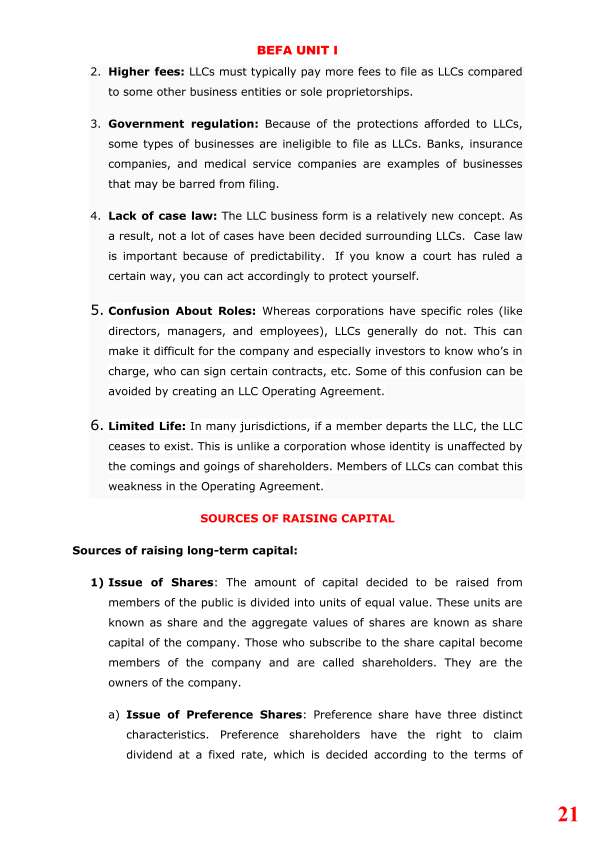 BEFA UNIT I
2. Higher fees: LLCs must typically pay more fees to file as LLCs compared
to some other business entities or sole proprietorships.
3. Government regulation: Because of the protections afforded to LLCs,
some types of businesses are ineligible to file as LLCs. Banks, insurance
companies, and medical service companies are examples of businesses
that may be barred from filing.
4. Lack of case law: The LLC business form is a relatively new concept. As
a result, not a lot of cases have been decided surrounding LLCs.  Case law
is important because of predictability.  If you know a court has ruled a
certain way, you can act accordingly to protect yourself.
5. Confusion About Roles: Whereas corporations have specific roles (like
directors, managers, and employees), LLCs generally do not. This can
make it difficult for the company and especially investors to know who’s in
charge, who can sign certain contracts, etc. Some of this confusion can be
avoided by creating an LLC Operating Agreement.
6. Limited Life: In many jurisdictions, if a member departs the LLC, the LLC
ceases to exist. This is unlike a corporation whose identity is unaffected by
the comings and goings of shareholders. Members of LLCs can combat this
weakness in the Operating Agreement.
SOURCES OF RAISING CAPITAL
Sources of raising long-term capital:
1) Issue of Shares: The amount of capital decided to be raised from
members of the public is divided into units of equal value. These units are
known as share and the aggregate values of shares are known as share
capital of the company. Those who subscribe to the share capital become
members of the company and are called shareholders. They are the
owners of the company.
a) Issue of Preference Shares: Preference share have three distinct
characteristics. Preference shareholders have the right to claim
dividend at a fixed rate, which is decided according to the terms of
21